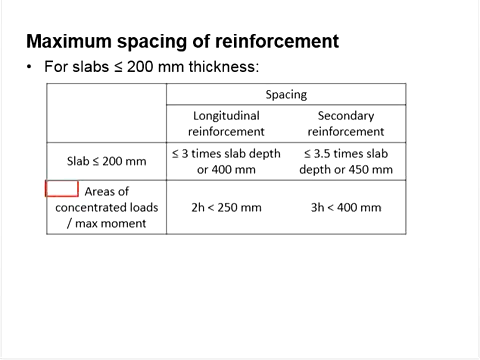 Maximum spacing of reinforcement
• For slabs ≤ 200 mm thickness:
Spacing
Longitudinal reinforcement
Secondary reinforcement
Slab ≤ 200 mm
≤ 3 times slab depth
or 400 mm
≤ 3.5 times slab
depth or 450 mm
Areas of
concentrated loads
/ max moment
2h < 250 mm
3h < 400 mm